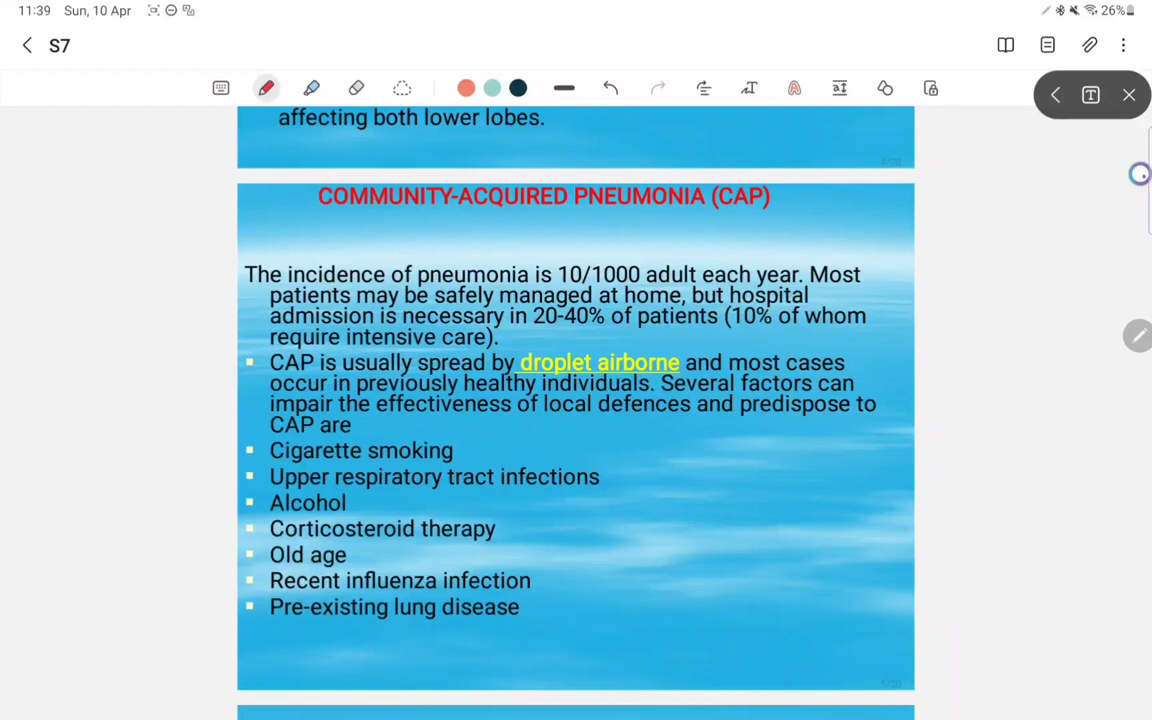 11:39 Sun, 10 Apr 26%
S7
T
affecting both lower lobes.
4/20
COMMUNITY-ACQUIRED PNEUMONIA (CAP)
The incidence of pneumonia is 10/1000 adult each year. Most
patients may be safely managed at home, but hospital
admission is necessary in 20-40% of patients (10% of whom
require intensive care).
CAP is usually spread by droplet airborne and most cases
occur in previously healthy individuals. Several factors can
impair the effectiveness of local defences and predispose to
CAP are
Cigarette smoking
Upper respiratory tract infections
Alcohol
Corticosteroid therapy
Old age
Recent influenza infection
Pre-existing lung disease
5/20